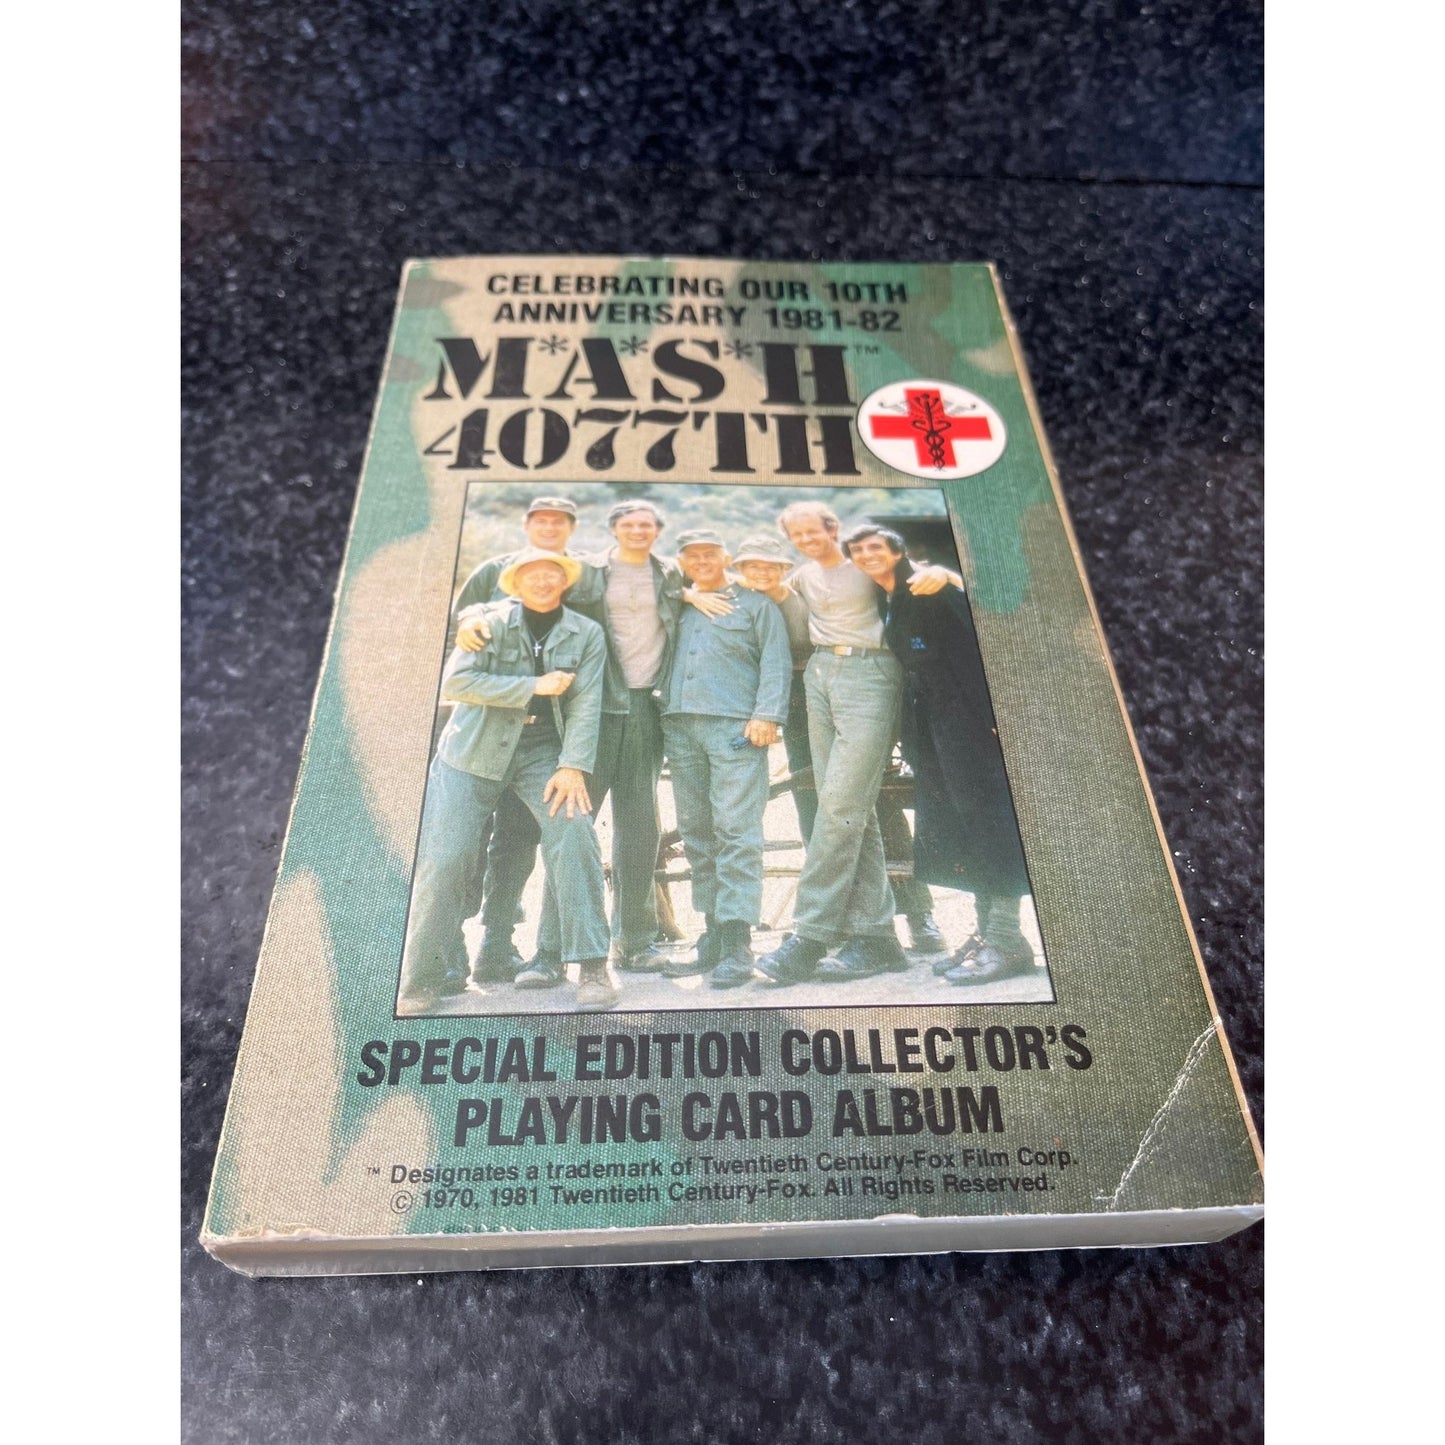 CELEBRATING OUR 10TH
ANNIVERSARY 1981-82
M*A*S*H™
4077TH
SPECIAL EDITION COLLECTOR'S
PLAYING CARD ALBUM
™ Designates a trademark of Twentieth Century-Fox Film Corp.
© 1970, 1981 Twentieth Century-Fox. All Rights Reserved.